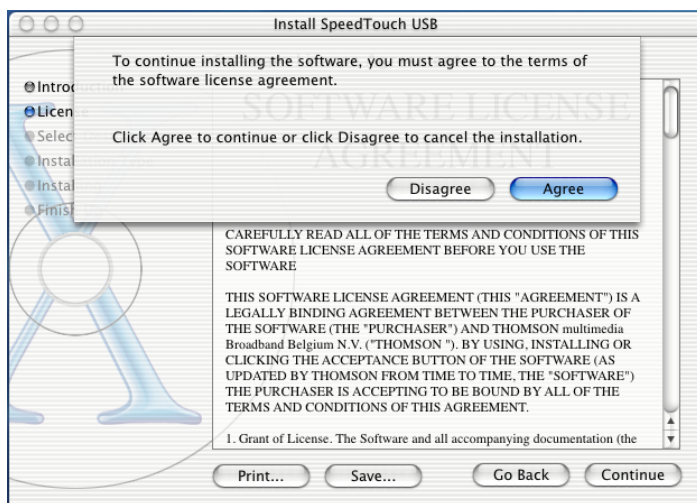 Install SpeedTouch USB
To continue installing the software, you must agree to the terms of
the software license agreement.
Click Agree to continue or click Disagree to cancel the installation.
Disagree
Agree
Introduction
Licen
Selec
Instal
Instal
Finish
SOFTWARE LICENSE
AGREEMENT
CAREFULLY READ ALL OF THE TERMS AND CONDITIONS OF THIS
SOFTWARE LICENSE AGREEMENT BEFORE YOU USE THE
SOFTWARE
THIS SOFTWARE LICENSE AGREEMENT (THIS "AGREEMENT") IS A
LEGALLY BINDING AGREEMENT BETWEEN THE PURCHASER OF
THE SOFTWARE (THE "PURCHASER") AND THOMSON multimedia
Broadband Belgium N.V. ("THOMSON "). BY USING, INSTALLING OR
CLICKING THE ACCEPTANCE BUTTON OF THE SOFTWARE (AS
UPDATED BY THOMSON FROM TIME TO TIME, THE "SOFTWARE")
THE PURCHASER IS ACCEPTING TO BE BOUND BY ALL OF THE
TERMS AND CONDITIONS OF THIS AGREEMENT.
1. Grant of License. The Software and all accompanying documentation (the
Print...
Save...
Go Back
Continue